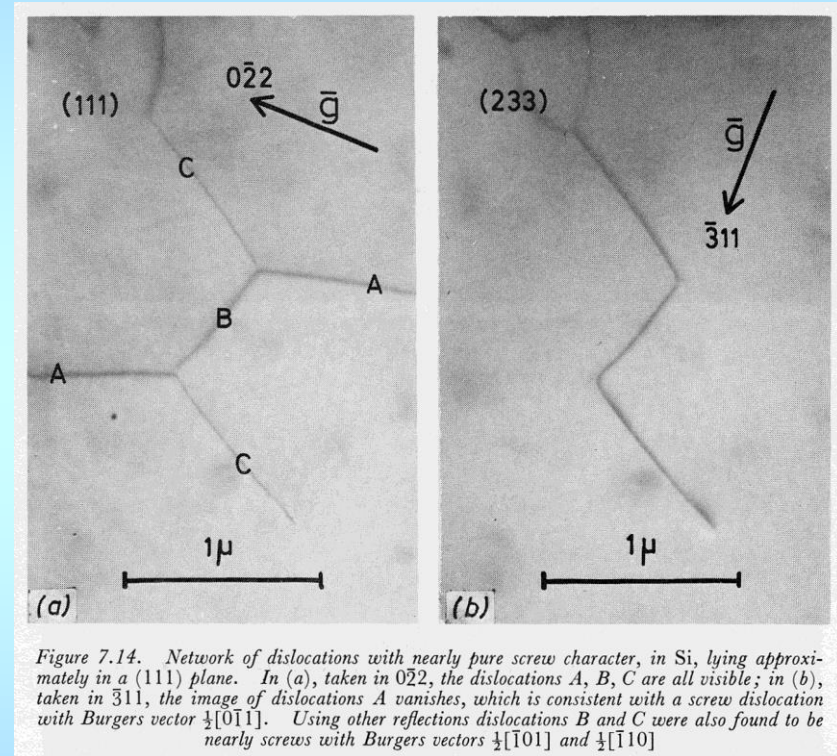 (111)
02̄2
ḡ
C
A
B
A
C
1µ
(a)
(233)
ḡ
3̄11
1µ
(b)
Figure 7.14. Network of dislocations with nearly pure screw character, in Si, lying approxi-
mately in a (111) plane. In (a), taken in 02̄2, the dislocations A, B, C are all visible; in (b),
taken in 3̄11, the image of dislocations A vanishes, which is consistent with a screw dislocation
with Burgers vector ½[01̄1]. Using other reflections dislocations B and C were also found to be
nearly screws with Burgers vectors ½[1̄01] and ½[1̄10]